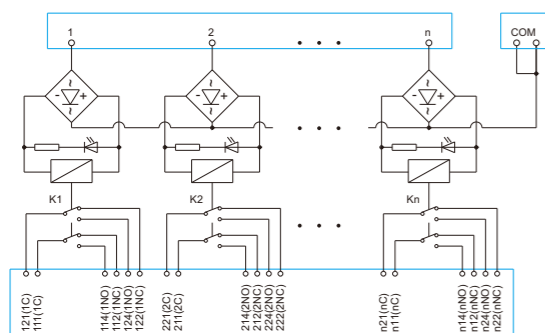 1
2
n
COM
~
~
~
- +
- +
- +
~
~
~
K1
K2
Kn
121(1C)
111(1C)
114(1NO)
112(1NC)
124(1NO)
122(1NC)
221(2C)
211(2C)
214(2NO)
212(2NC)
224(2NO)
222(2NC)
n21(nC)
n11(nC)
n14(nNO)
n12(nNC)
n24(nNO)
n22(nNC)